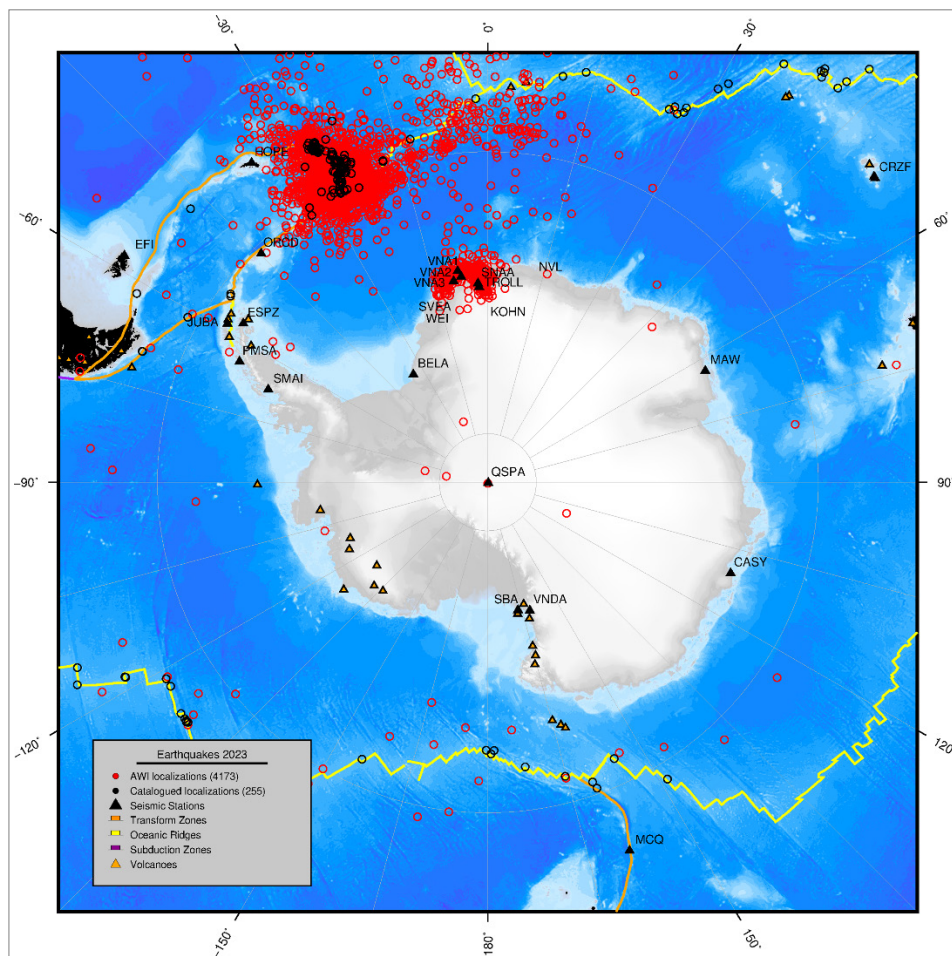 -30°
0°
30°
-60°
60°
HOPE
CRZF
EFI
ORCD
VNA1
VNA2
VNA3
SNAA
TROLL
NVL
SVEA
WEI
KOHN
ESPZ
JUBA
PMSA
SMAI
BELA
MAW
-90°
QSPA
90°
CASY
SBA
VNDA
-120°
120°
MCQ
Earthquakes 2023
AWI localizations (4173)
Catalogued localizations (255)
Seismic Stations
Transform Zones
Oceanic Ridges
Subduction Zones
Volcanoes
-150°
180°
150°